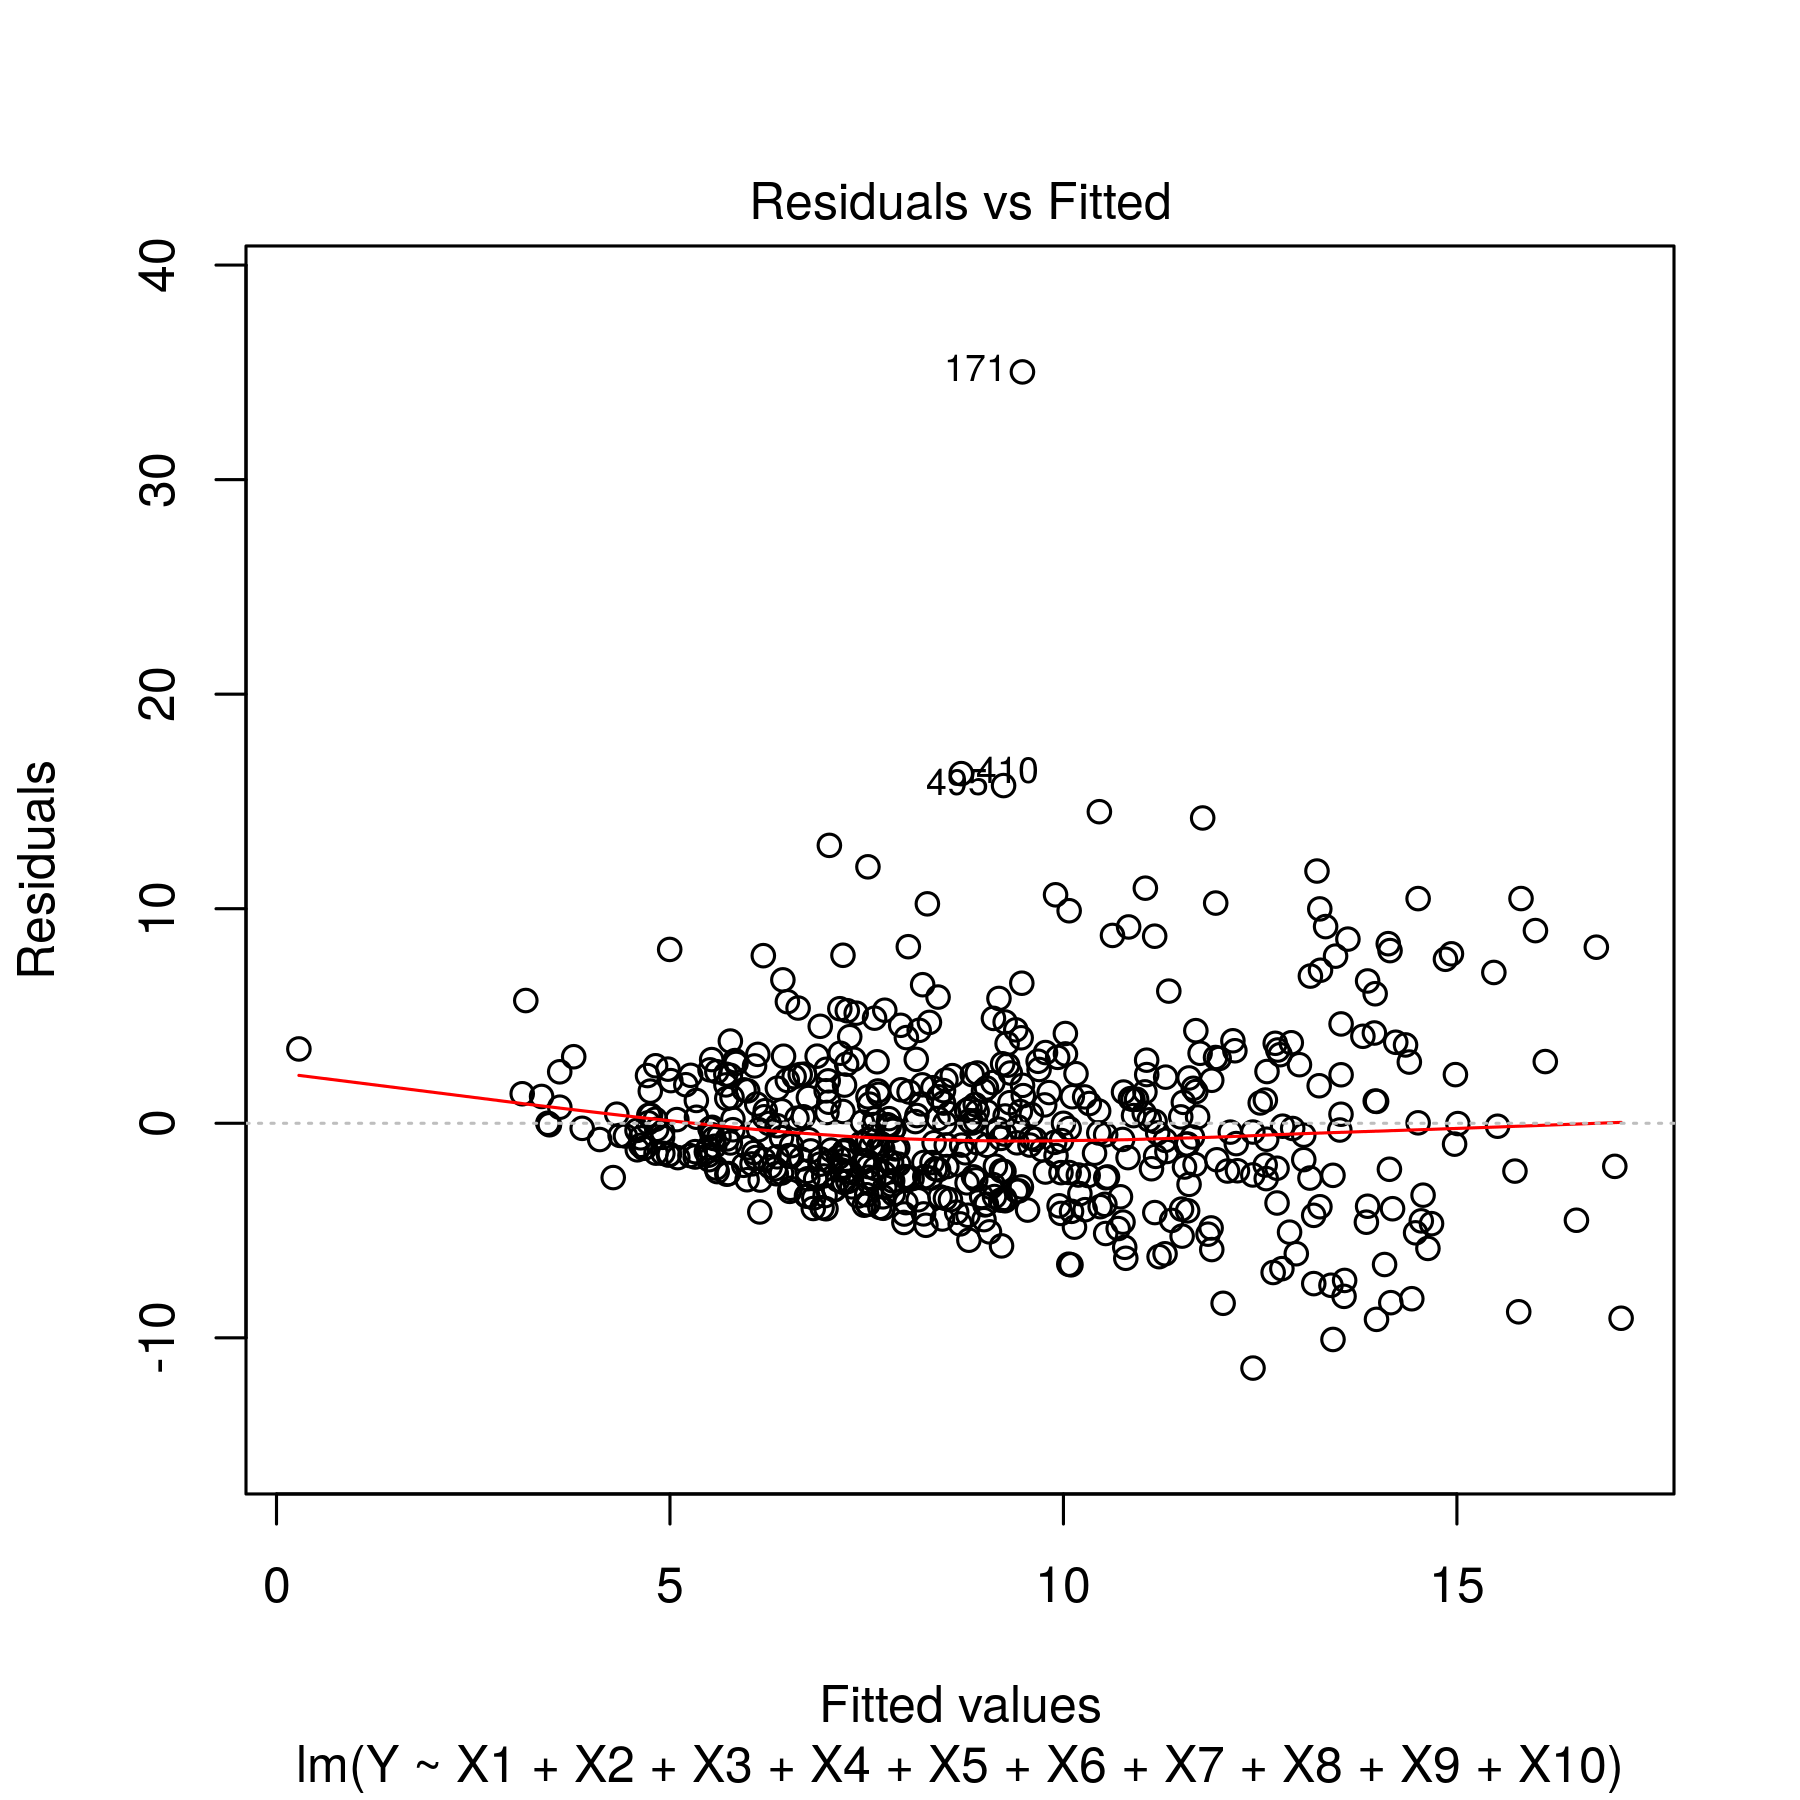 Residuals vs Fitted
40
30
20
10
0
-10
Residuals
171
410
495
0 5 10 15
Fitted values
lm(Y ~ X1 + X2 + X3 + X4 + X5 + X6 + X7 + X8 + X9 + X10)